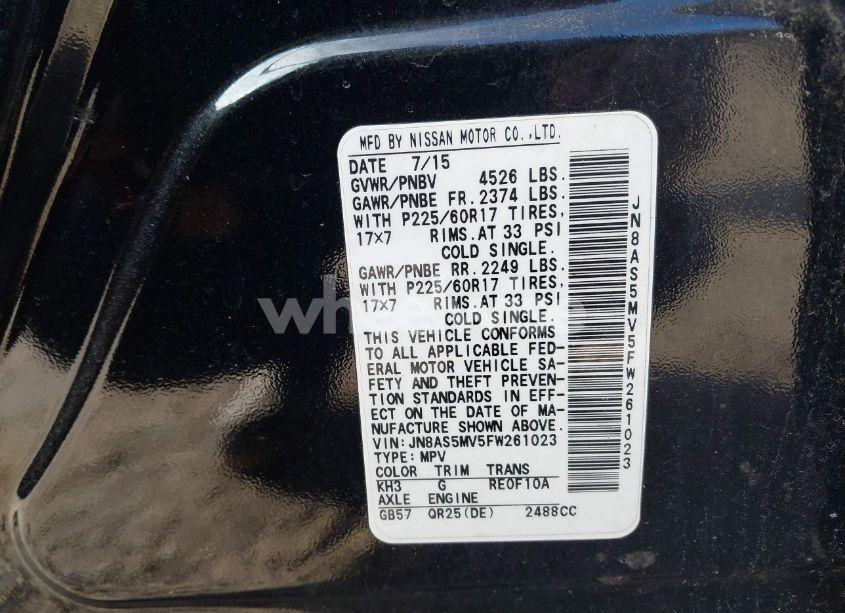 MFD BY NISSAN MOTOR CO.,LTD.
DATE 7/15
GVWR/PNBV 4526 LBS.
GAWR/PNBE FR. 2374 LBS.
WITH P225/60R17 TIRES,
17×7 RIMS.AT 33 PSI
COLD SINGLE.
GAWR/PNBE RR. 2249 LBS.
WITH P225/60R17 TIRES,
17×7 RIMS.AT 33 PSI
COLD SINGLE.
THIS VEHICLE CONFORMS
TO ALL APPLICABLE FED-
ERAL MOTOR VEHICLE SA-
FETY AND THEFT PREVEN-
TION STANDARDS IN EFF-
ECT ON THE DATE OF MA-
NUFACTURE SHOWN ABOVE.
VIN:JN8AS5MV5FW261023
TYPE:MPV
COLOR TRIM TRANS
KH3 G RE0F10A
AXLE ENGINE
GB57 QR25(DE) 2488CC
JN8AS5MV5FW261023